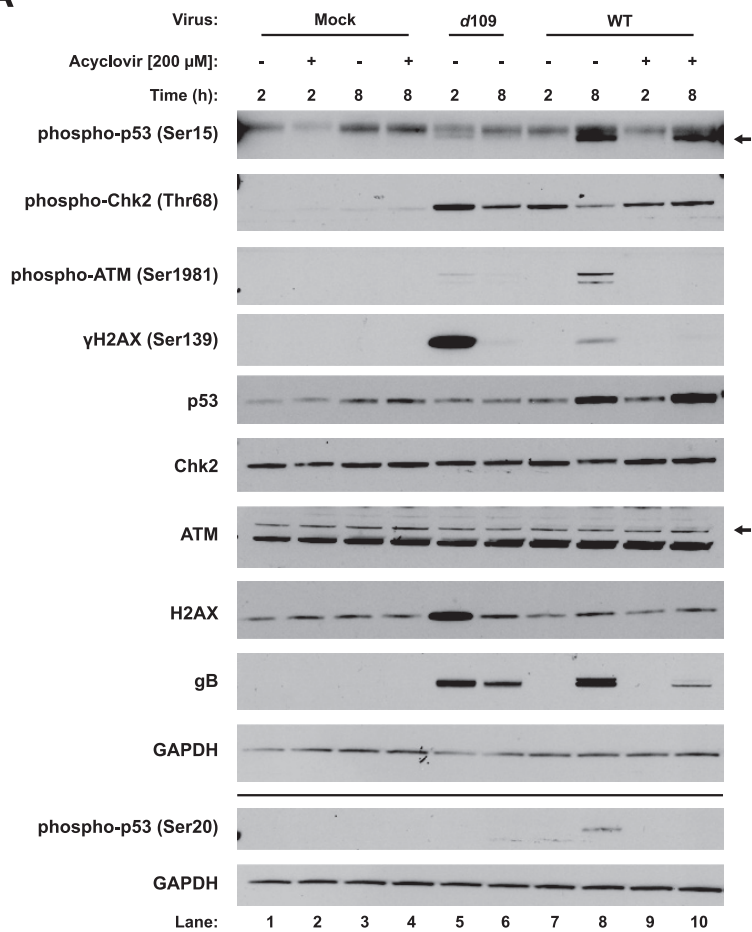 A
Virus: Mock d109 WT
Acyclovir [200 µM]: - + - + - - - - + +
Time (h): 2 2 8 8 2 8 2 8 2 8
phospho-p53 (Ser15)
phospho-Chk2 (Thr68)
phospho-ATM (Ser1981)
γH2AX (Ser139)
p53
Chk2
ATM
H2AX
gB
GAPDH
phospho-p53 (Ser20)
GAPDH
Lane: 1 2 3 4 5 6 7 8 9 10